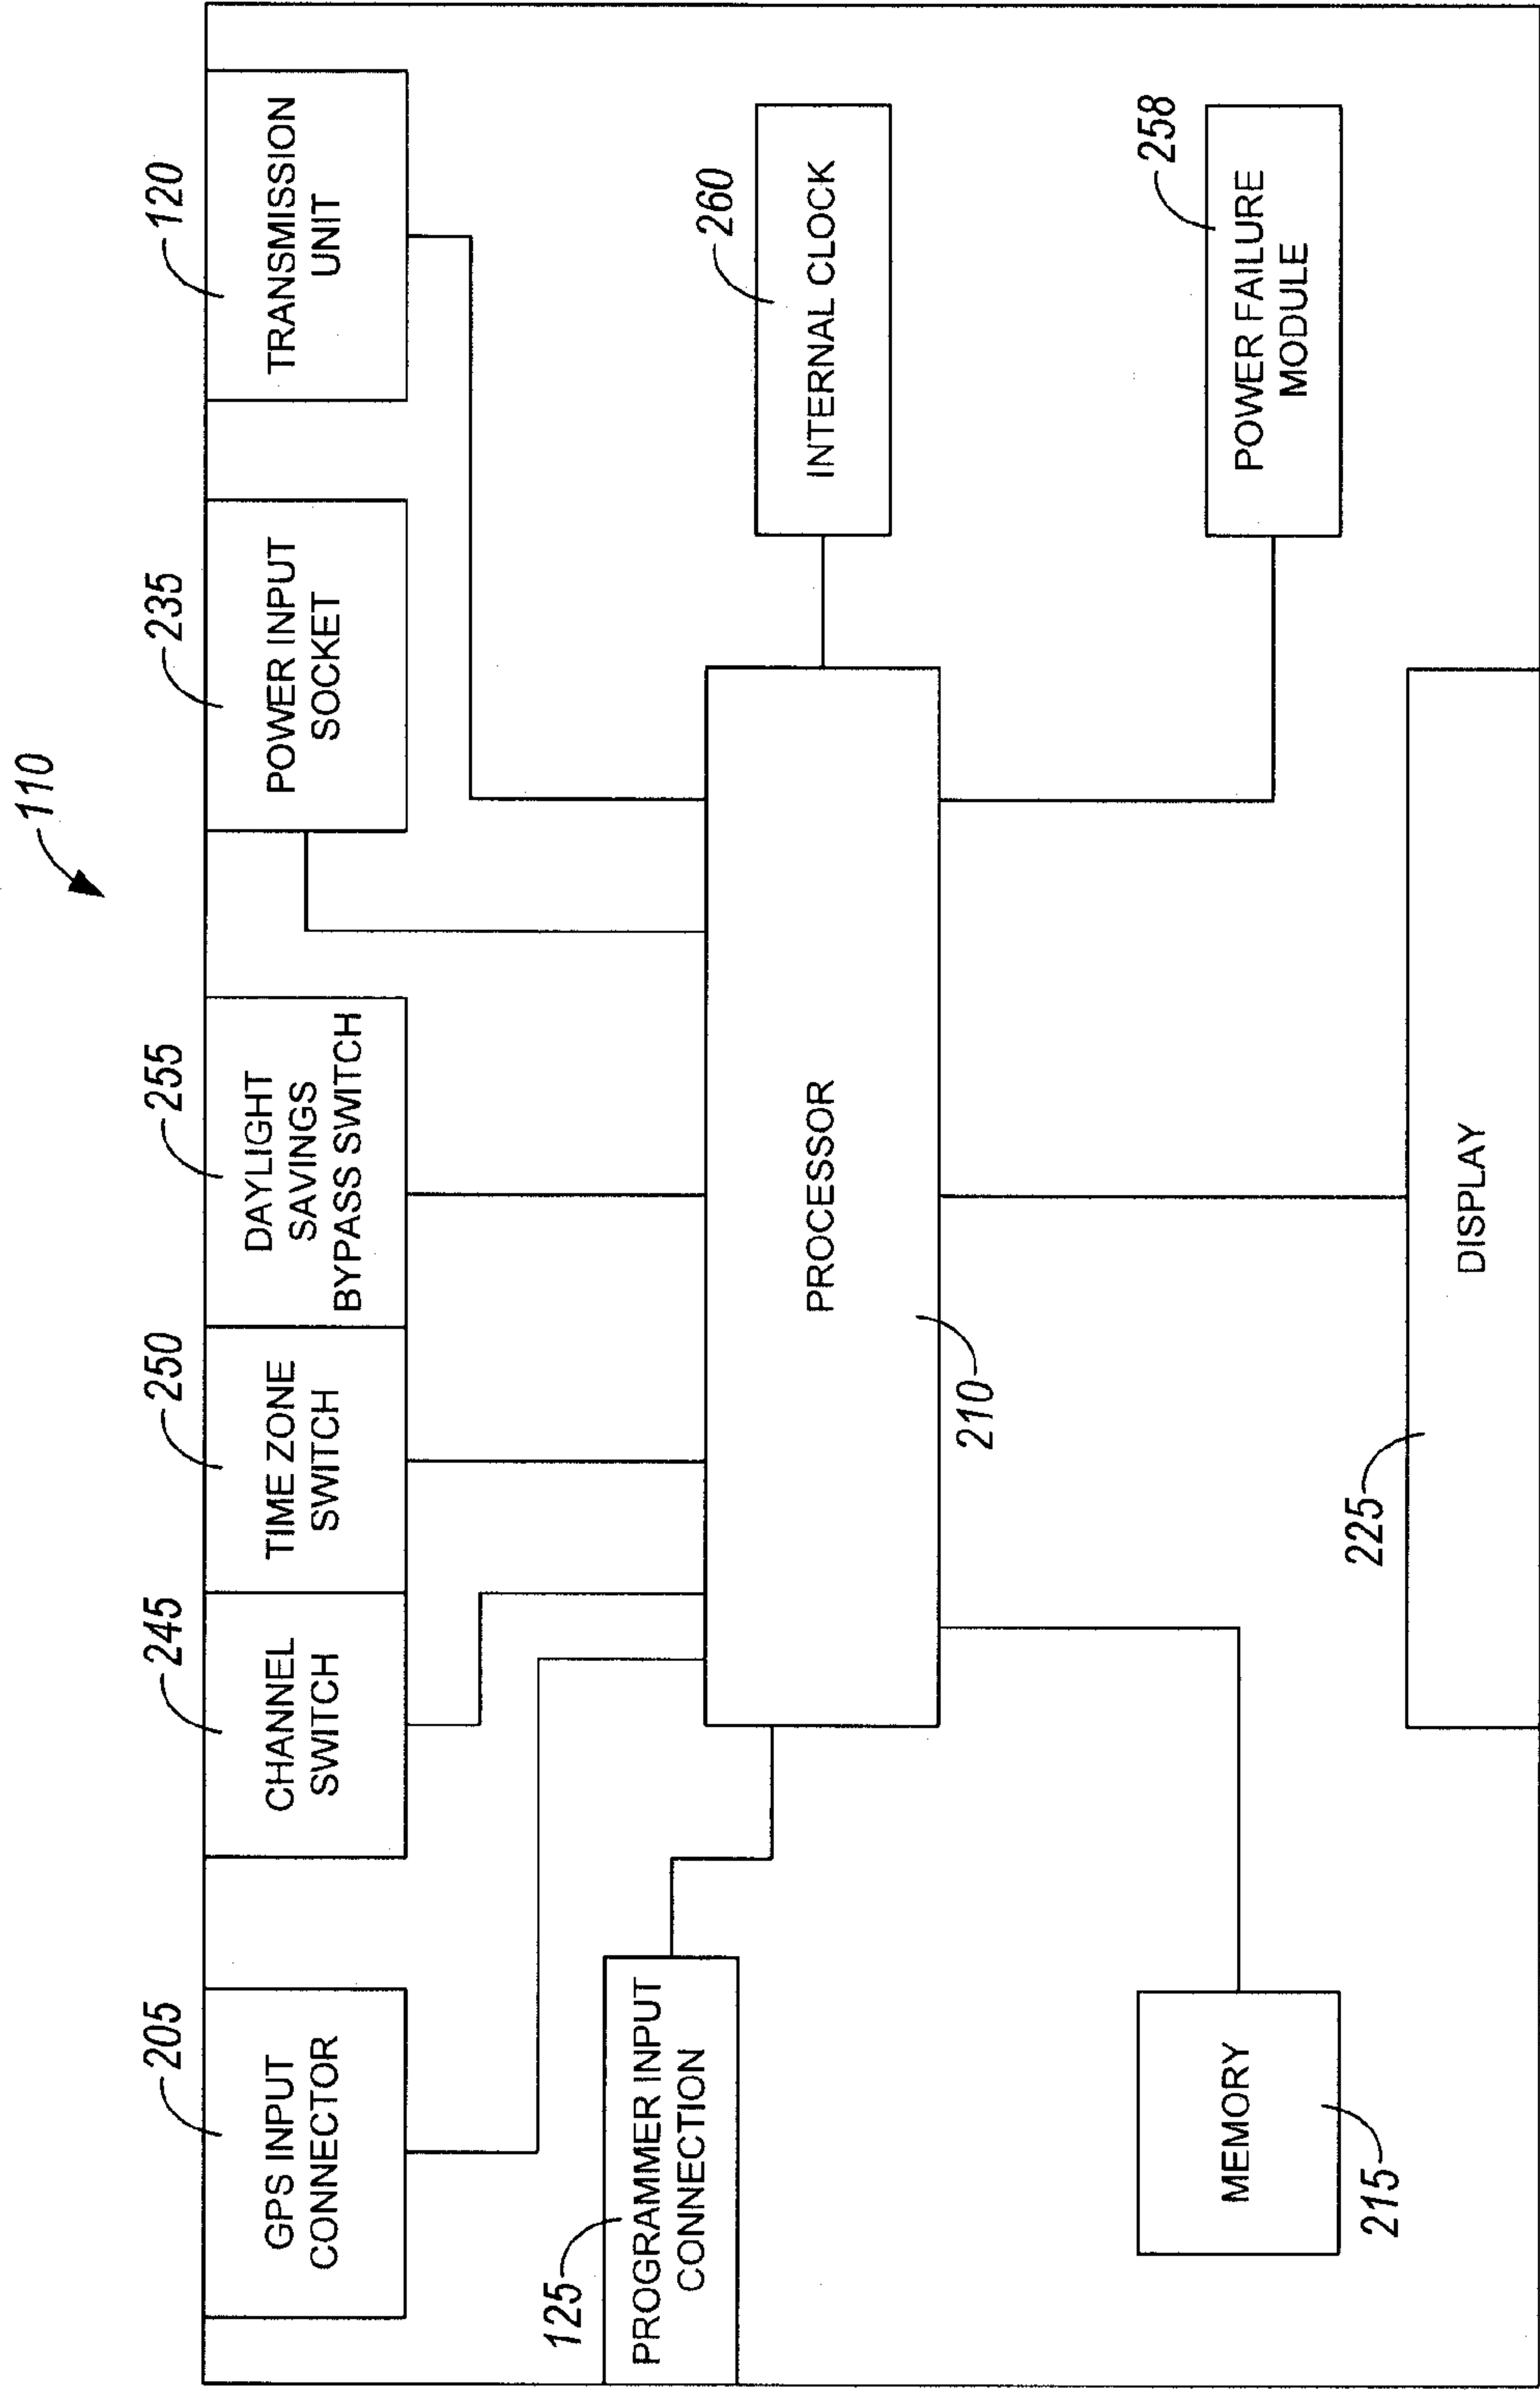 110
205
245
250
255
235
120
GPS INPUT
CONNECTOR
CHANNEL
SWITCH
TIME ZONE
SWITCH
DAYLIGHT
SAVINGS
BYPASS SWITCH
POWER INPUT
SOCKET
TRANSMISSION
UNIT
125
PROGRAMMER INPUT
CONNECTION
PROCESSOR
210
260
INTERNAL CLOCK
MEMORY
215
258
POWER FAILURE
MODULE
225
DISPLAY